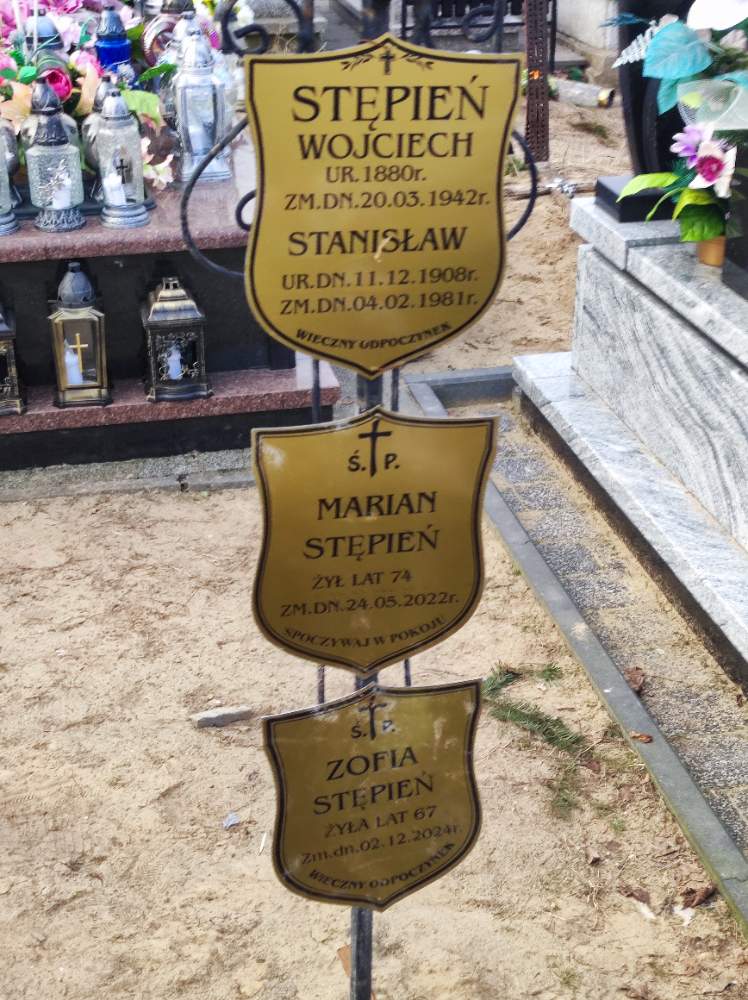 STĘPIEŃ
WOJCIECH
UR.1880r.
ZM.DN.20.03.1942r.
STANISŁAW
UR.DN.11.12.1908r.
ZM.DN.04.02.1981r.
WIECZNY ODPOCZYNEK
Ś. P.
MARIAN
STĘPIEŃ
ŻYŁ LAT 74
ZM.DN.24.05.2022r.
SPOCZYWAJ W POKOJU
Ś. P.
ZOFIA
STĘPIEŃ
ŻYŁA LAT 67
Zm.dn.02.12.2024r.
WIECZNY ODPOCZYNEK